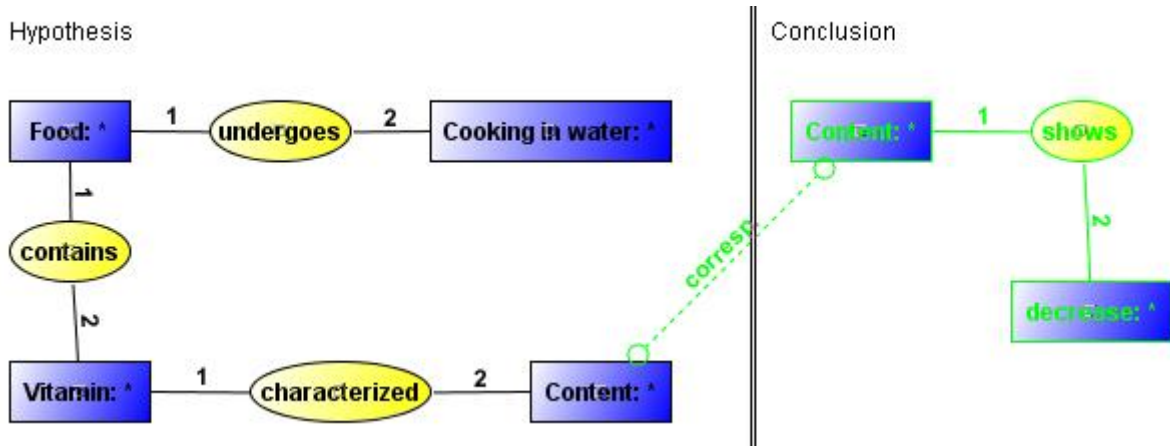 Hypothesis
Conclusion
Food: *
1
undergoes
2
Cooking in water: *
Content: *
1
shows
1
contains
2
corresp.
2
decrease: *
Vitamin: *
1
characterized
2
Content: *